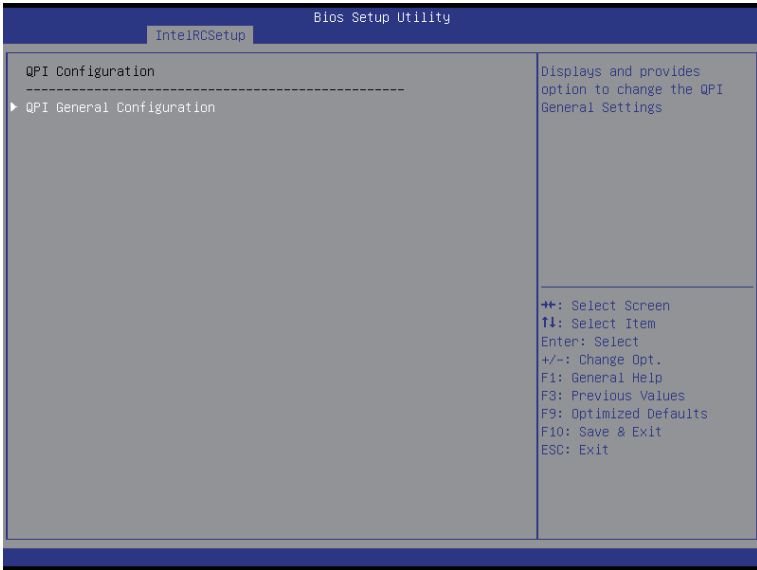 Bios Setup Utility
IntelRCSetup
QPI Configuration
--------------------------------------------------
QPI General Configuration
Displays and provides
option to change the QPI
General Settings
→←: Select Screen
↑↓: Select Item
Enter: Select
+/-: Change Opt.
F1: General Help
F3: Previous Values
F9: Optimized Defaults
F10: Save & Exit
ESC: Exit